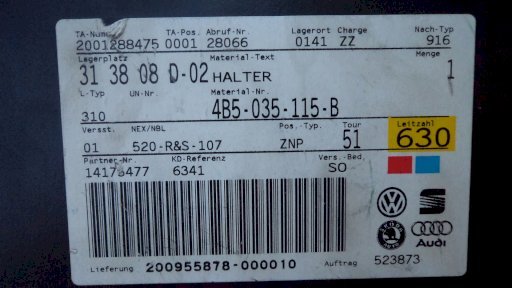 TA-Numme TA-Pos. Abruf-Nr. Lagerort Charge Nach-Typ
2001288475 0001 28066 0141 ZZ 916
Lagerplatz Material-Text Menge
31 38 08 D-02 HALTER 1
L-Typ UN-Nr. Material-Nr.
310 4B5-035-115-B
Versst. NEX/NBL Pos.-Typ. Tour Leitzahl
01 520-R&S-107 ZNP 51 630
Partner-Nr. KD-Referenz Vers.-Bed.
14179477 6341 SO
SKODA
Audi
Lieferung 200955878-000010 Auftrag 523873